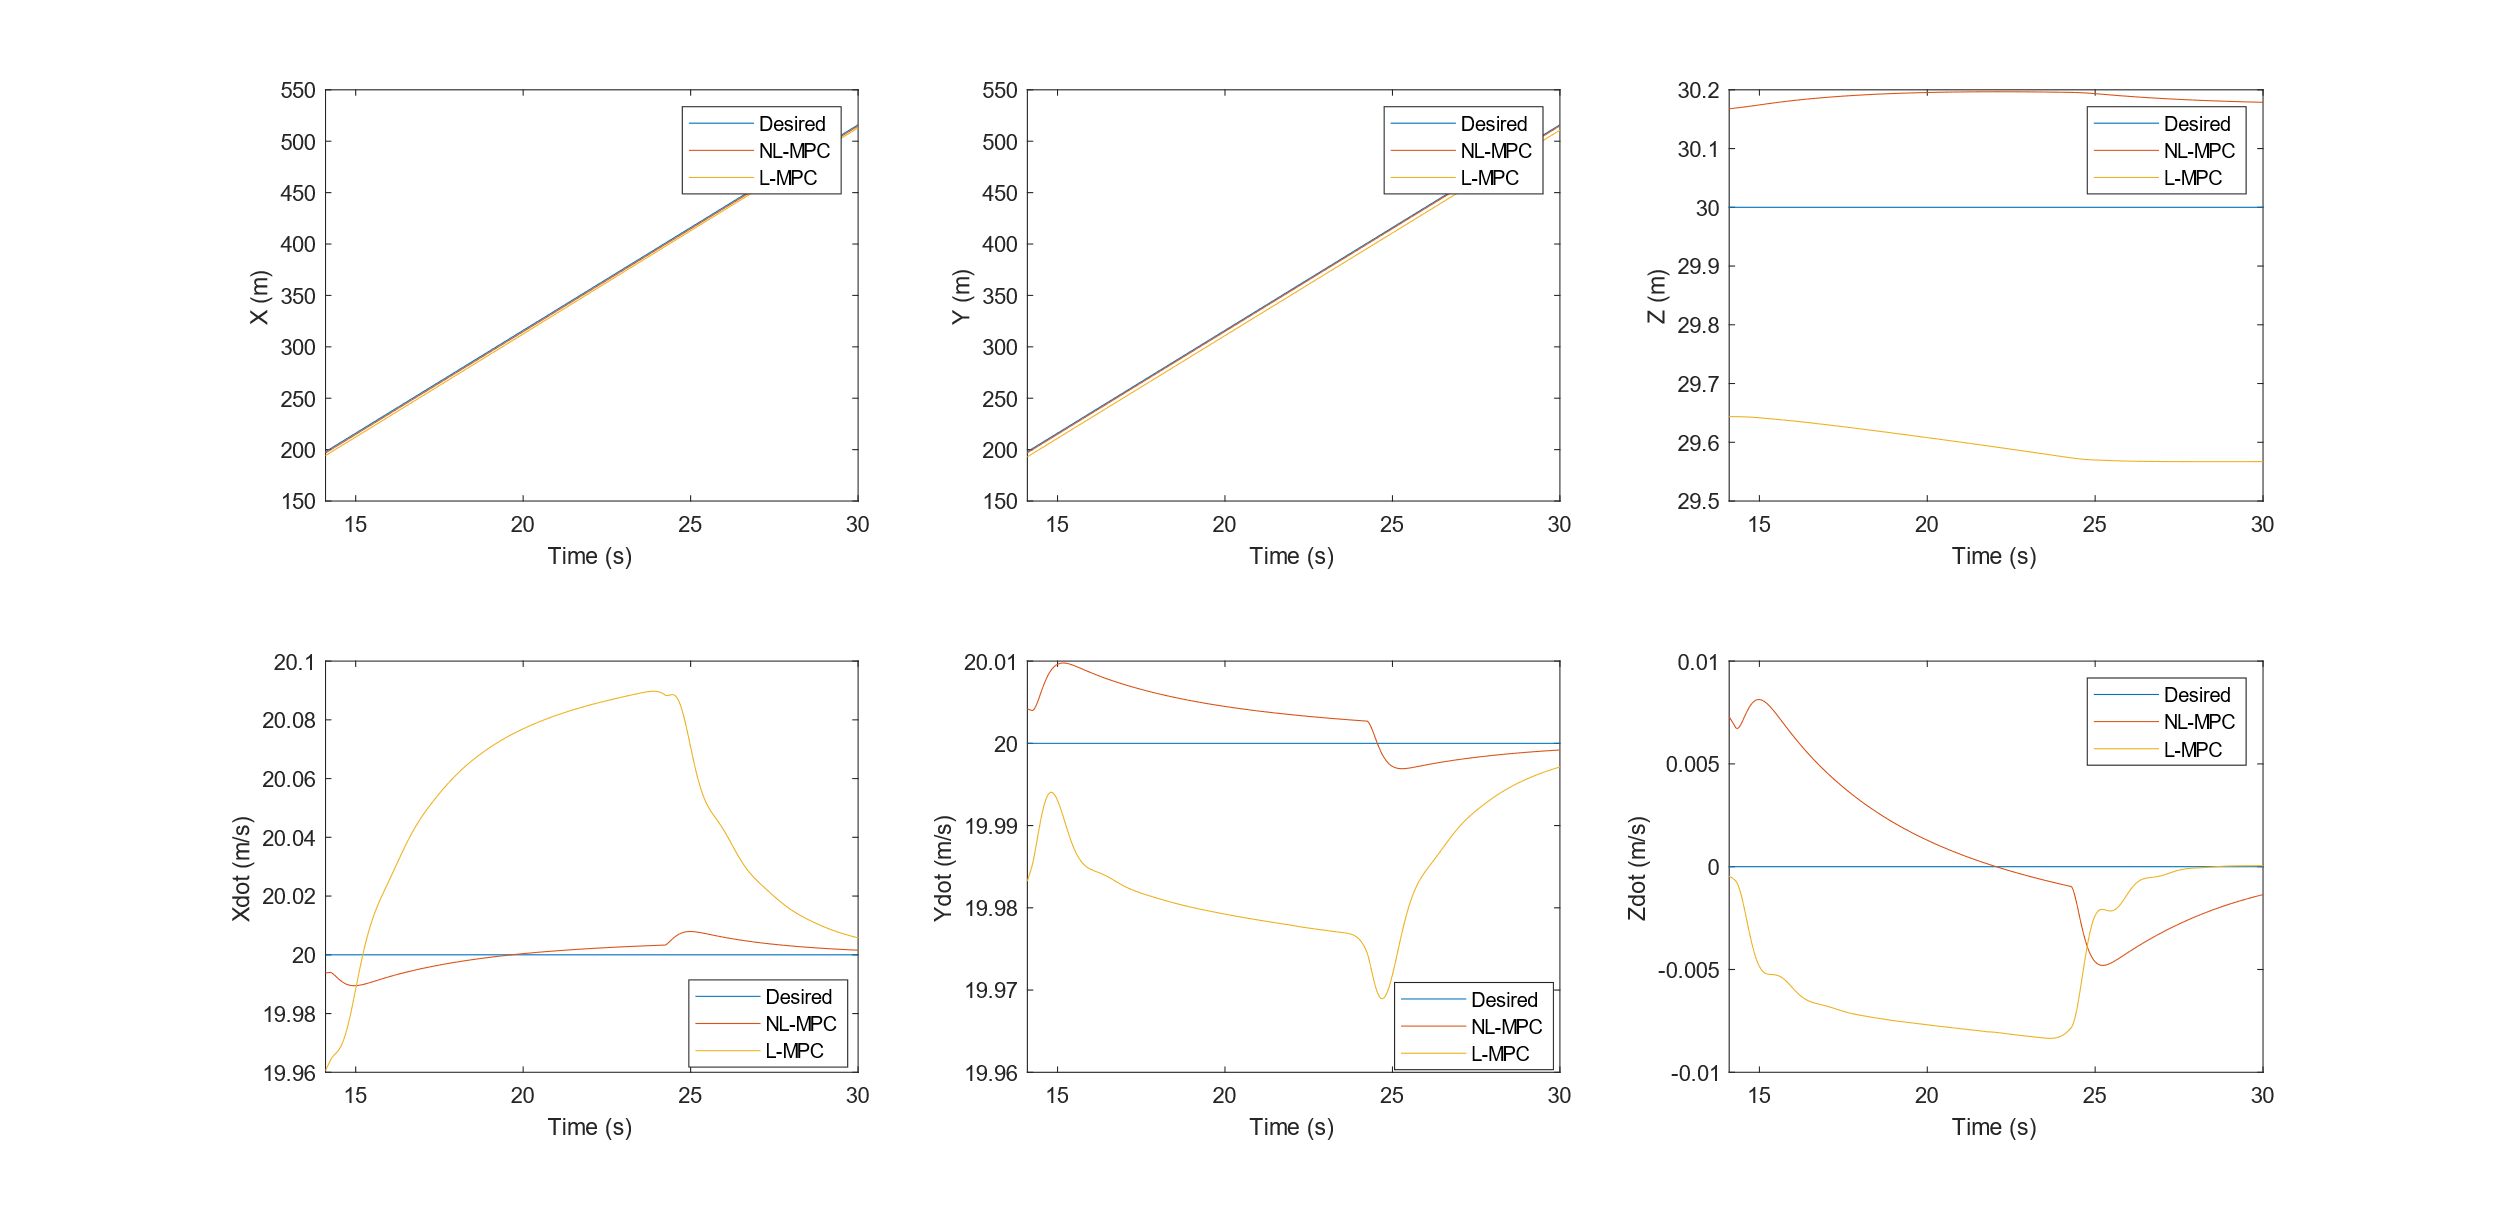 550
500
450
400
350
300
250
200
150
X (m)
15 20 25 30
Time (s)
Desired
NL-MPC
L-MPC
550
500
450
400
350
300
250
200
150
Y (m)
15 20 25 30
Time (s)
Desired
NL-MPC
L-MPC
30.2
30.1
30
29.9
29.8
29.7
29.6
29.5
Z (m)
15 20 25 30
Time (s)
Desired
NL-MPC
L-MPC
20.1
20.08
20.06
20.04
20.02
20
19.98
19.96
Xdot (m/s)
15 20 25 30
Time (s)
Desired
NL-MPC
L-MPC
20.01
20
19.99
19.98
19.97
19.96
Ydot (m/s)
15 20 25 30
Time (s)
Desired
NL-MPC
L-MPC
0.01
0.005
0
-0.005
-0.01
Zdot (m/s)
15 20 25 30
Time (s)
Desired
NL-MPC
L-MPC